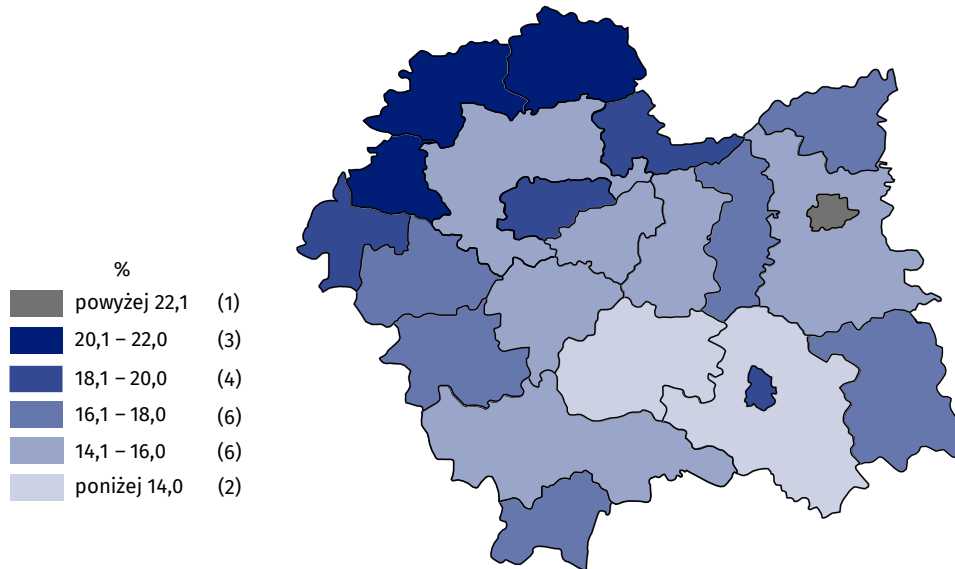 %
powyżej 22,1 (1)
20,1 – 22,0 (3)
18,1 – 20,0 (4)
16,1 – 18,0 (6)
14,1 – 16,0 (6)
poniżej 14,0 (2)